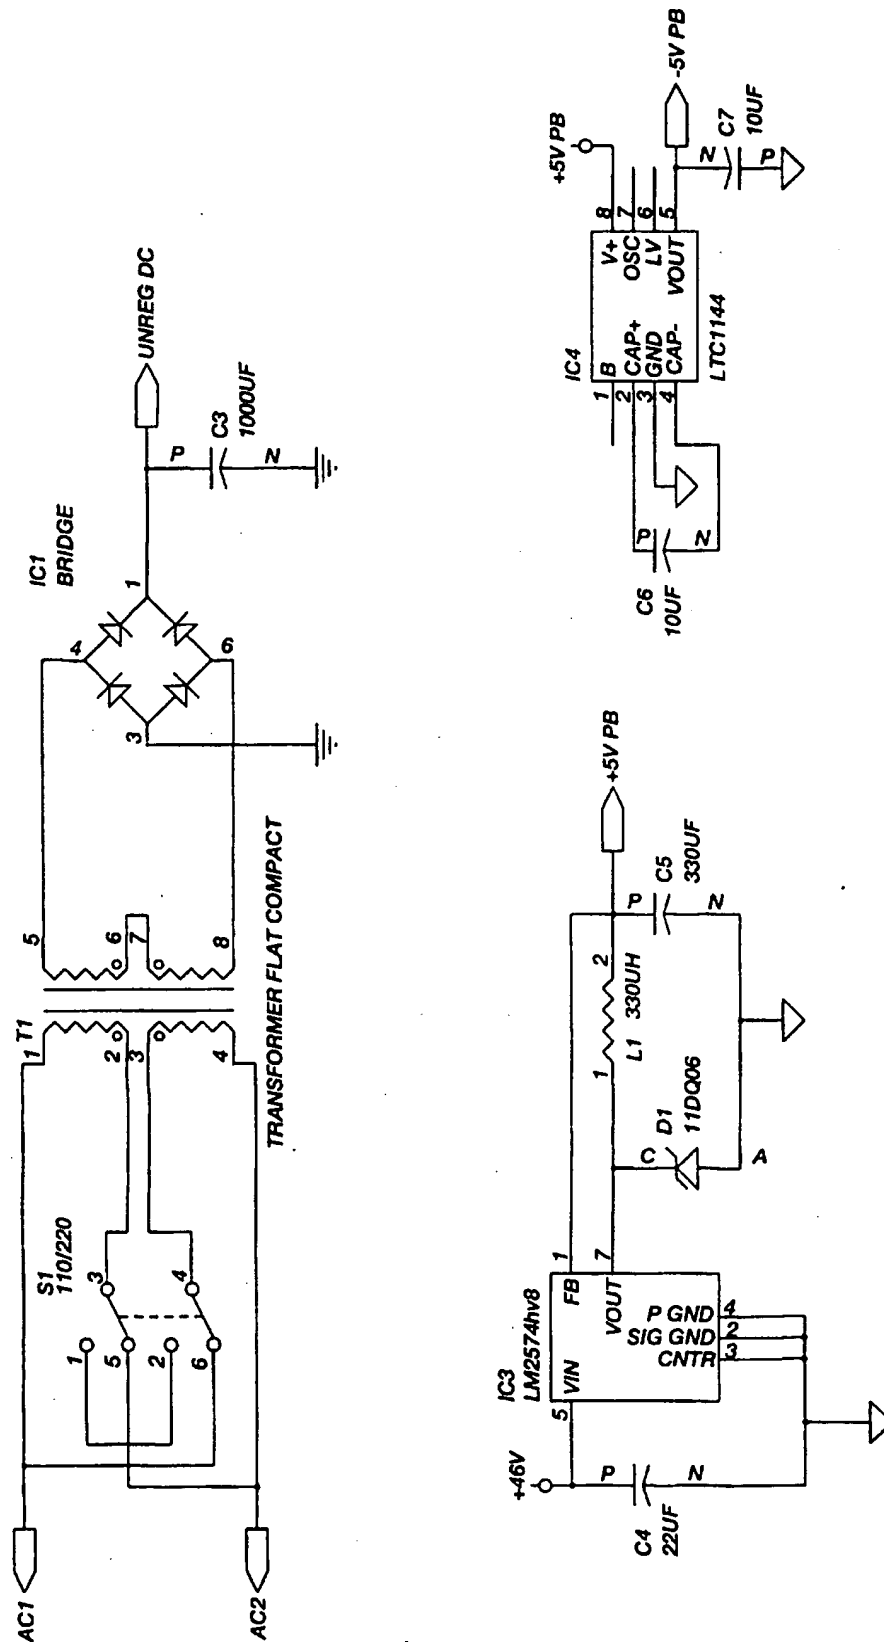 AC1
AC2
S1
110/220
1
5
2
6
3
4
T1
1
2
3
4
5
6
7
8
TRANSFORMER FLAT COMPACT
IC1
BRIDGE
4
1
3
6
UNREG DC
P
C3
1000UF
N
+46V
P
C4
22UF
N
IC3
LM2574hv8
5
VIN
FB
1
VOUT
7
P GND
4
SIG GND
2
CNTR
3
C
D1
11DQ06
A
1
2
L1
330UH
P
C5
330UF
N
+5V PB
C6
10UF
P
N
IC4
1
B
2
CAP+
3
GND
4
CAP-
V+
8
OSC
7
LV
6
VOUT
5
LTC1144
+5V PB
-5V PB
N
C7
10UF
P